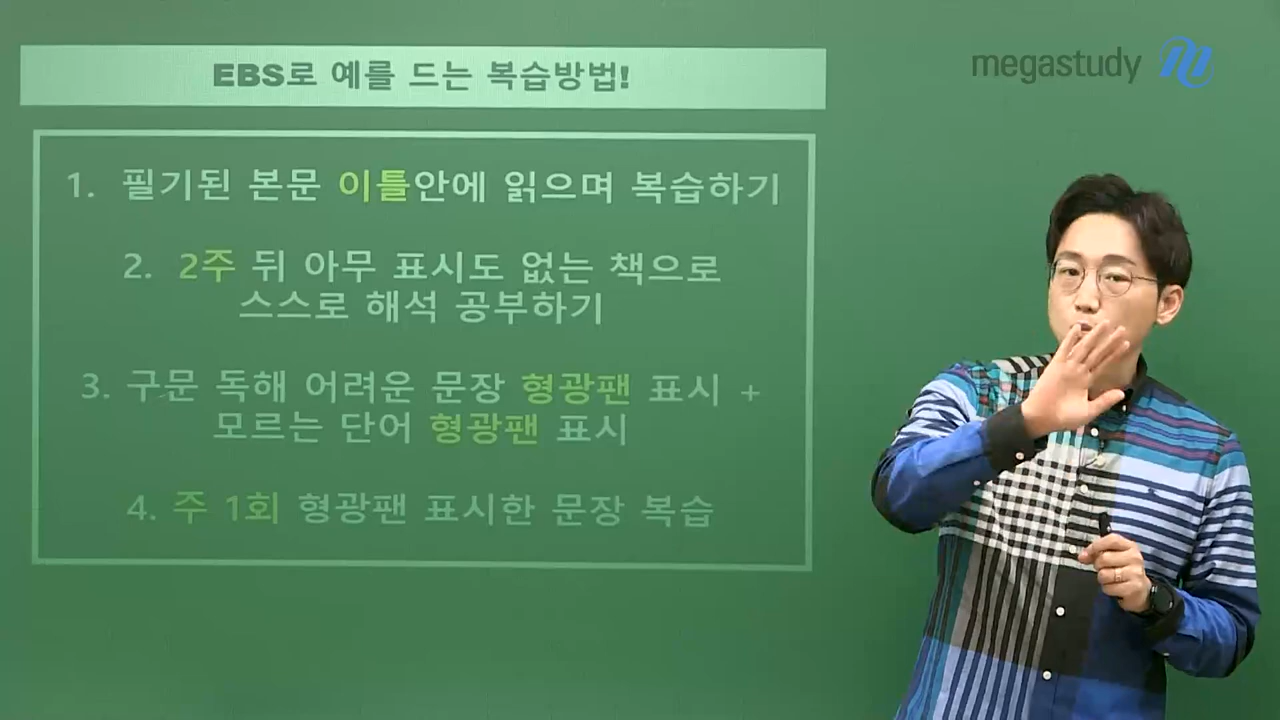 EBS로 예를 드는 복습방법!
megastudy
1. 필기된 본문 이틀안에 읽으며 복습하기
2. 2주 뒤 아무 표시도 없는 책으로
스스로 해석 공부하기
3. 구문 독해 어려운 문장 형광팬 표시 +
모르는 단어 형광팬 표시
4. 주 1회 형광팬 표시한 문장 복습